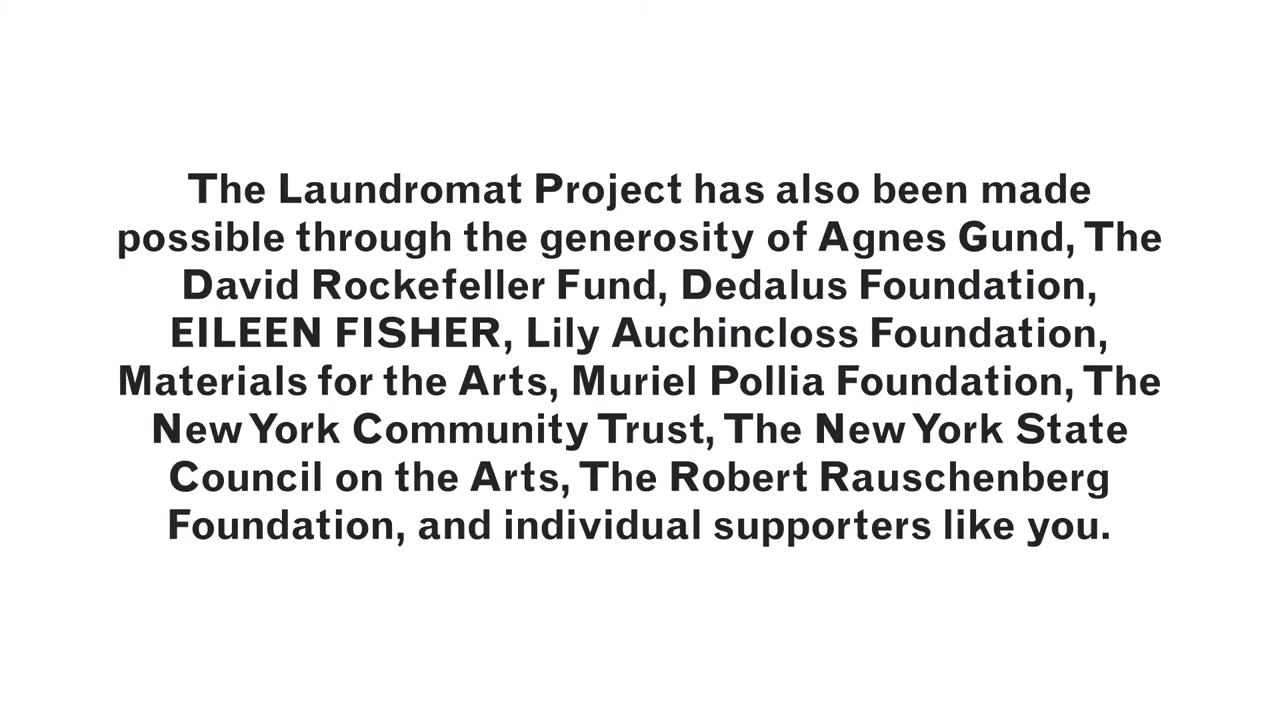 The Laundromat Project has also been made
possible through the generosity of Agnes Gund, The
David Rockefeller Fund, Dedalus Foundation,
EILEEN FISHER, Lily Auchincloss Foundation,
Materials for the Arts, Muriel Pollia Foundation, The
New York Community Trust, The New York State
Council on the Arts, The Robert Rauschenberg
Foundation, and individual supporters like you.